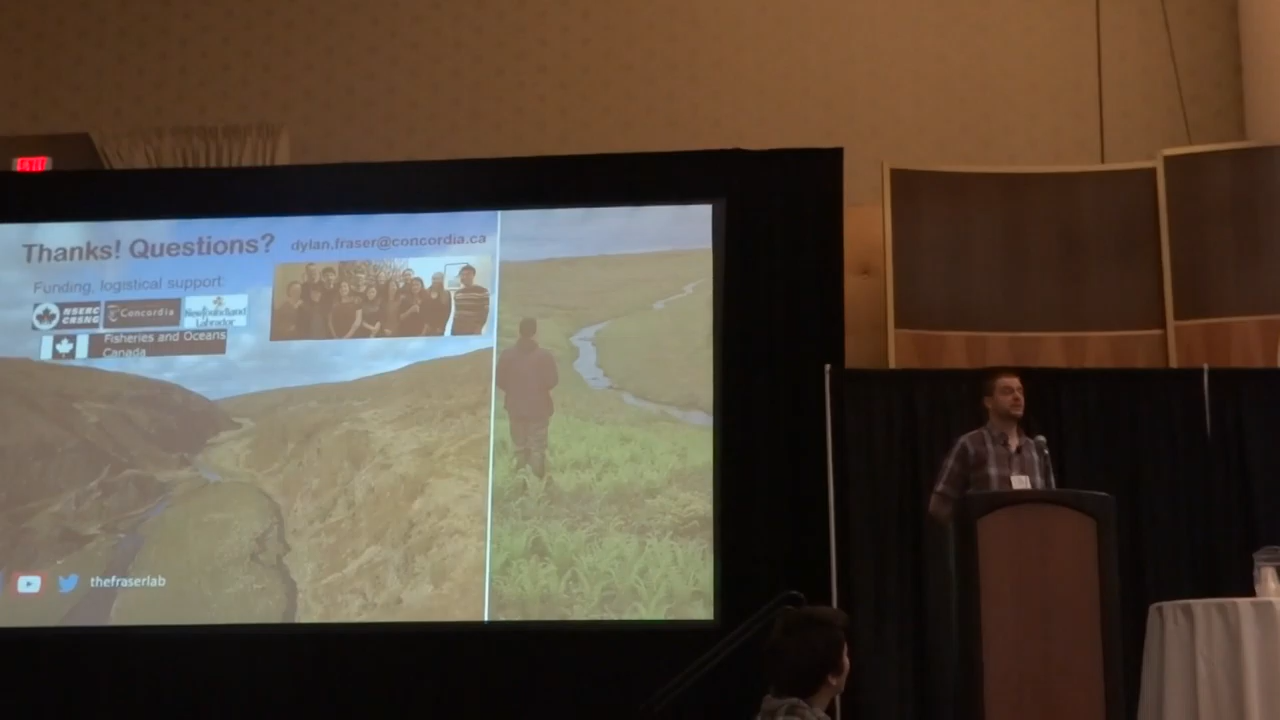 EXIT
Thanks! Questions?
dylan.fraser@concordia.ca
Funding, logistical support:
NSERC
CRSNG
Concordia
Newfoundland
Labrador
Fisheries and Oceans
Canada
thefraserlab